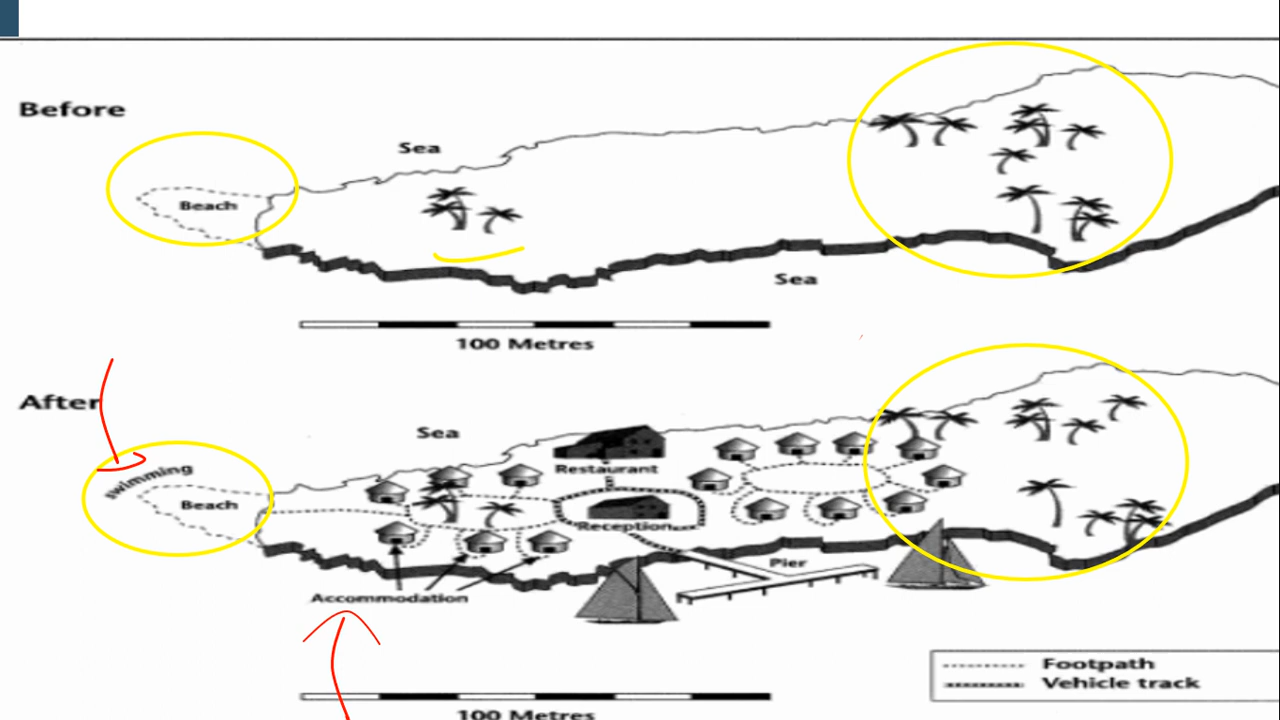 Before
Sea
Beach
Sea
100 Metres
After
Sea
swimming
Restaurant
Beach
Reception
Pier
Accommodation
Footpath
Vehicle track
100 Metres